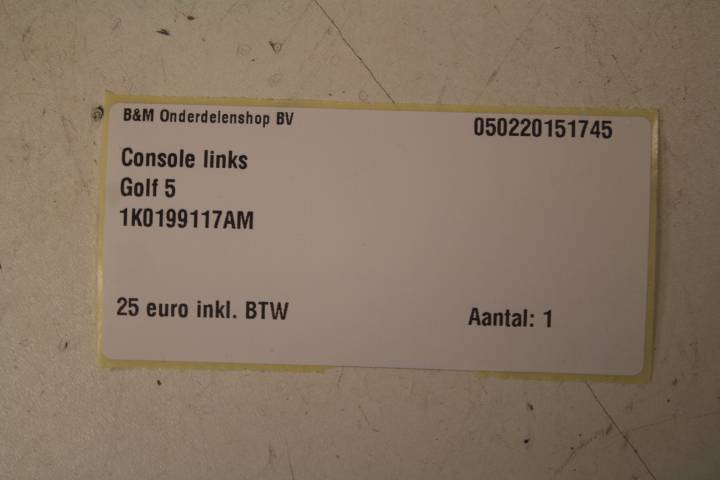 B&M Onderdelenshop BV
050220151745
Console links
Golf 5
1K0199117AM
25 euro inkl. BTW
Aantal: 1